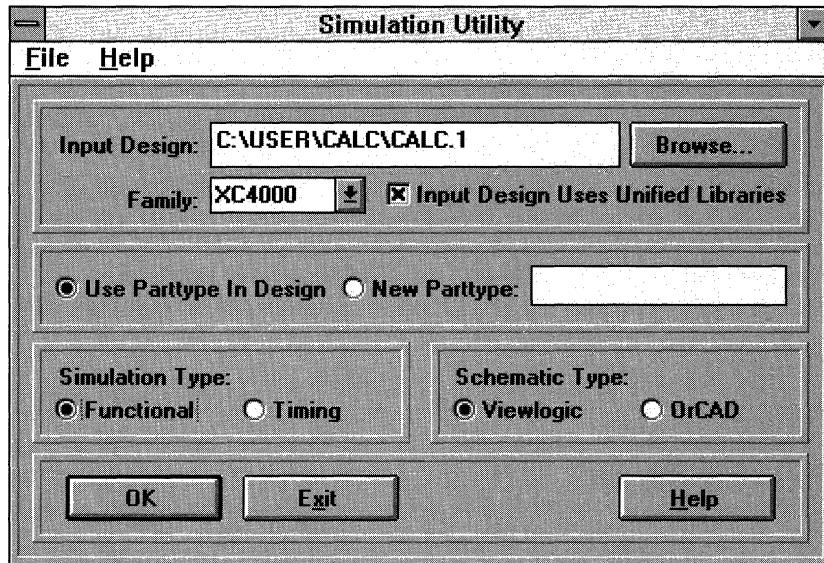 Simulation Utility
File Help
Input Design: C:\USER\CALC\CALC.1 Browse...
Family: XC4000 Input Design Uses Unified Libraries
Use Parttype In Design New Parttype:
Simulation Type: Schematic Type:
Functional Timing Viewlogic OrCAD
OK Exit Help